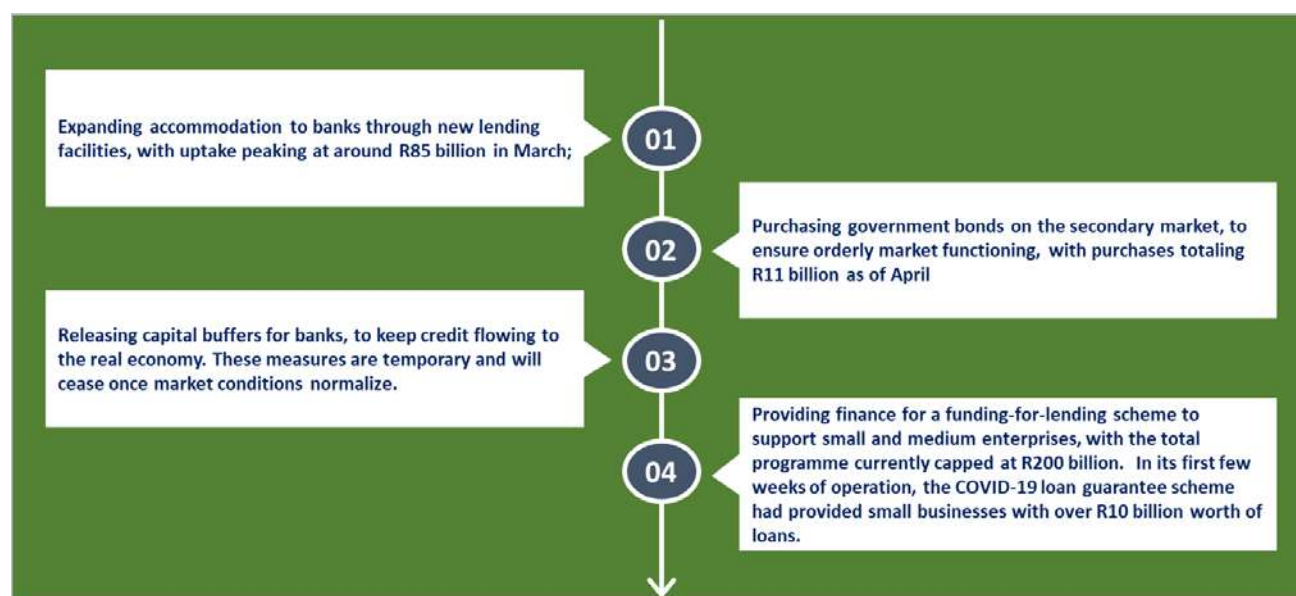 01
Expanding accommodation to banks through new lending
facilities, with uptake peaking at around R85 billion in March;
02
Purchasing government bonds on the secondary market, to
ensure orderly market functioning, with purchases totaling
R11 billion as of April
03
Releasing capital buffers for banks, to keep credit flowing to
the real economy. These measures are temporary and will
cease once market conditions normalize.
04
Providing finance for a funding-for-lending scheme to
support small and medium enterprises, with the total
programme currently capped at R200 billion. In its first few
weeks of operation, the COVID-19 loan guarantee scheme
had provided small businesses with over R10 billion worth of
loans.